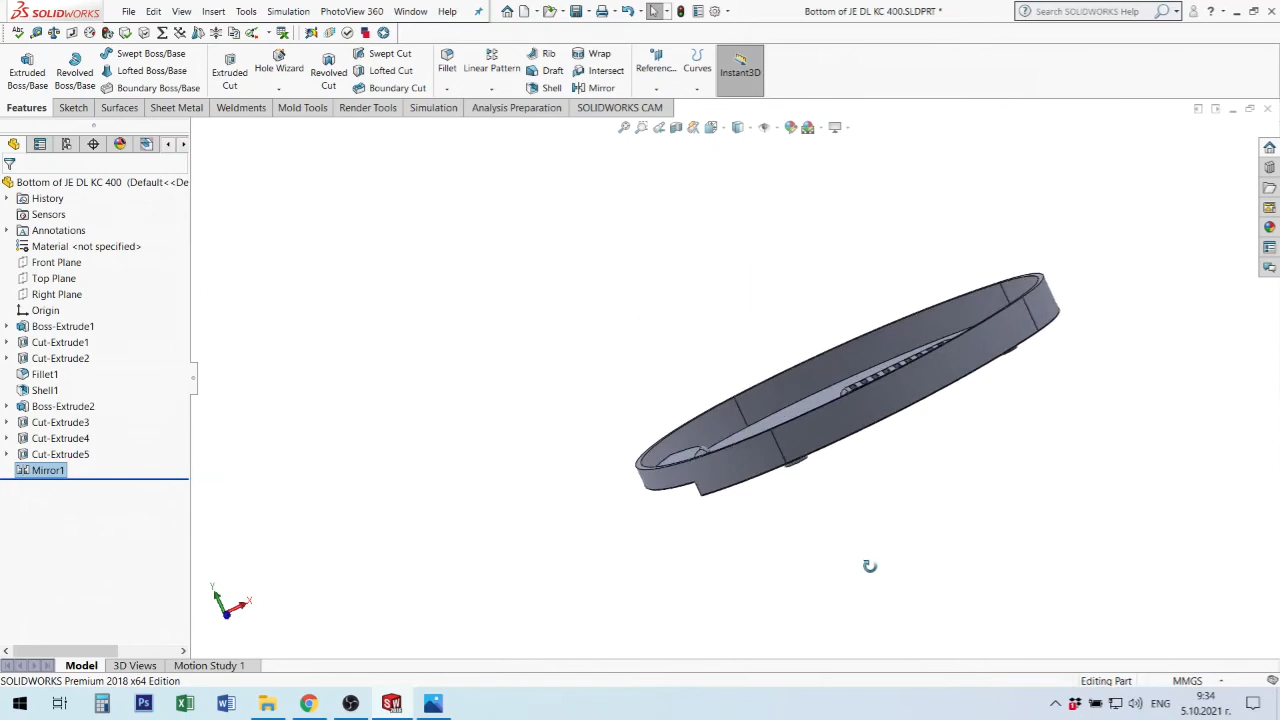 SOLIDWORKS
File Edit View Insert Tools Simulation PhotoView 360 Window Help
Bottom of JE DL KC 400.SLDPRT *
Search SOLIDWORKS Help
Extruded Boss/Base
Revolved Boss/Base
Swept Boss/Base
Lofted Boss/Base
Boundary Boss/Base
Extruded Cut
Hole Wizard
Revolved Cut
Swept Cut
Lofted Cut
Boundary Cut
Fillet
Linear Pattern
Rib
Draft
Shell
Wrap
Intersect
Mirror
Referenc...
Curves
Instant3D
Features Sketch Surfaces Sheet Metal Weldments Mold Tools Render Tools Simulation Analysis Preparation SOLIDWORKS CAM
Bottom of JE DL KC 400 (Default<<De
History
Sensors
Annotations
Material <not specified>
Front Plane
Top Plane
Right Plane
Origin
Boss-Extrude1
Cut-Extrude1
Cut-Extrude2
Fillet1
Shell1
Boss-Extrude2
Cut-Extrude3
Cut-Extrude4
Cut-Extrude5
Mirror1
Y
X
Model 3D Views Motion Study 1
SOLIDWORKS Premium 2018 x64 Edition
Editing Part
MMGS
ENG
9:34
5.10.2021 г.